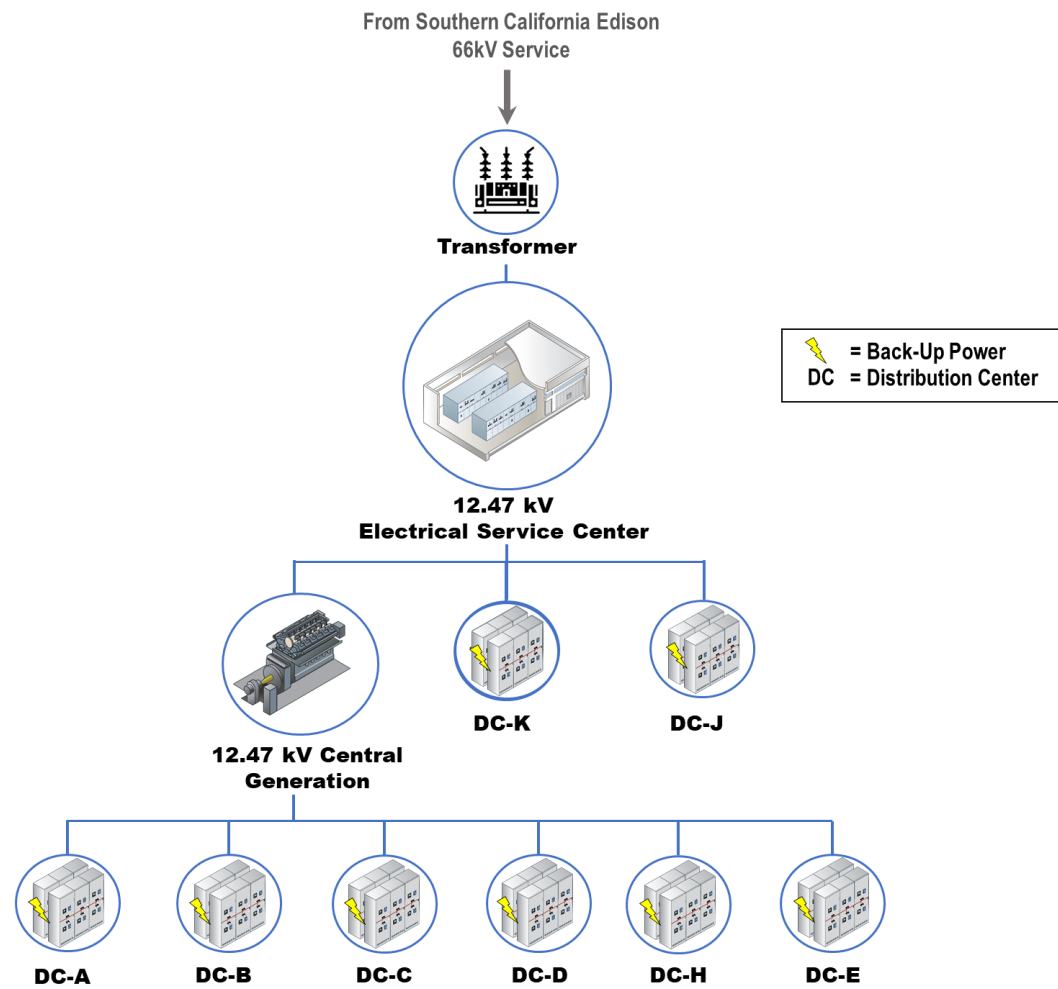 From Southern California Edison
66kV Service
Transformer
= Back-Up Power
DC = Distribution Center
12.47 kV
Electrical Service Center
DC-K
DC-J
12.47 kV Central
Generation
DC-A
DC-B
DC-C
DC-D
DC-H
DC-E